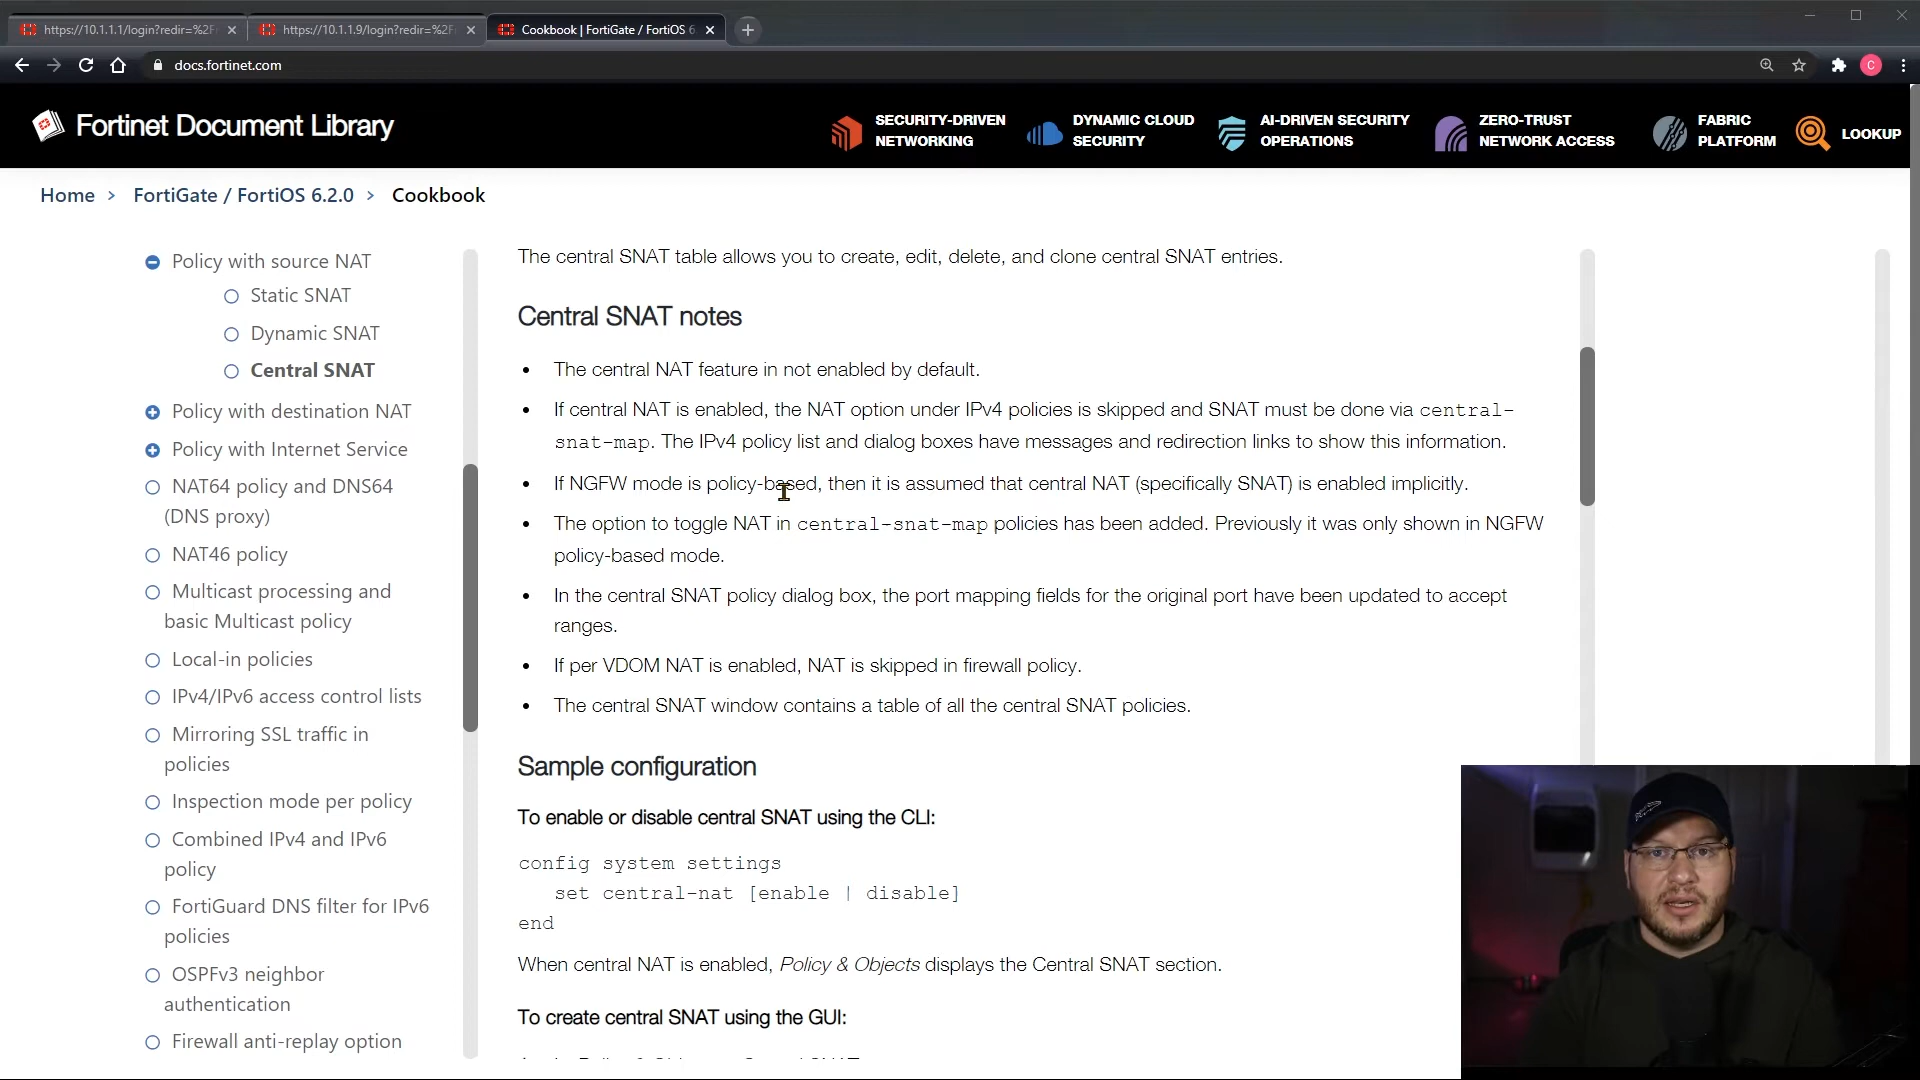 https://10.1.1.1/login?redir=%2F
https://10.1.1.9/login?redir=%2F
Cookbook | FortiGate / FortiOS 6
docs.fortinet.com
C
Fortinet Document Library
SECURITY-DRIVEN
NETWORKING
DYNAMIC CLOUD
SECURITY
AI-DRIVEN SECURITY
OPERATIONS
ZERO-TRUST
NETWORK ACCESS
FABRIC
PLATFORM
LOOKUP
Home > FortiGate / FortiOS 6.2.0 > Cookbook
Policy with source NAT
Static SNAT
Dynamic SNAT
Central SNAT
Policy with destination NAT
Policy with Internet Service
NAT64 policy and DNS64
(DNS proxy)
NAT46 policy
Multicast processing and
basic Multicast policy
Local-in policies
IPv4/IPv6 access control lists
Mirroring SSL traffic in
policies
Inspection mode per policy
Combined IPv4 and IPv6
policy
FortiGuard DNS filter for IPv6
policies
OSPFv3 neighbor
authentication
Firewall anti-replay option
The central SNAT table allows you to create, edit, delete, and clone central SNAT entries.
Central SNAT notes
• The central NAT feature in not enabled by default.
• If central NAT is enabled, the NAT option under IPv4 policies is skipped and SNAT must be done via central-
snat-map. The IPv4 policy list and dialog boxes have messages and redirection links to show this information.
• If NGFW mode is policy-based, then it is assumed that central NAT (specifically SNAT) is enabled implicitly.
• The option to toggle NAT in central-snat-map policies has been added. Previously it was only shown in NGFW
policy-based mode.
• In the central SNAT policy dialog box, the port mapping fields for the original port have been updated to accept
ranges.
• If per VDOM NAT is enabled, NAT is skipped in firewall policy.
• The central SNAT window contains a table of all the central SNAT policies.
Sample configuration
To enable or disable central SNAT using the CLI:
config system settings
set central-nat [enable | disable]
end
When central NAT is enabled, Policy & Objects displays the Central SNAT section.
To create central SNAT using the GUI: